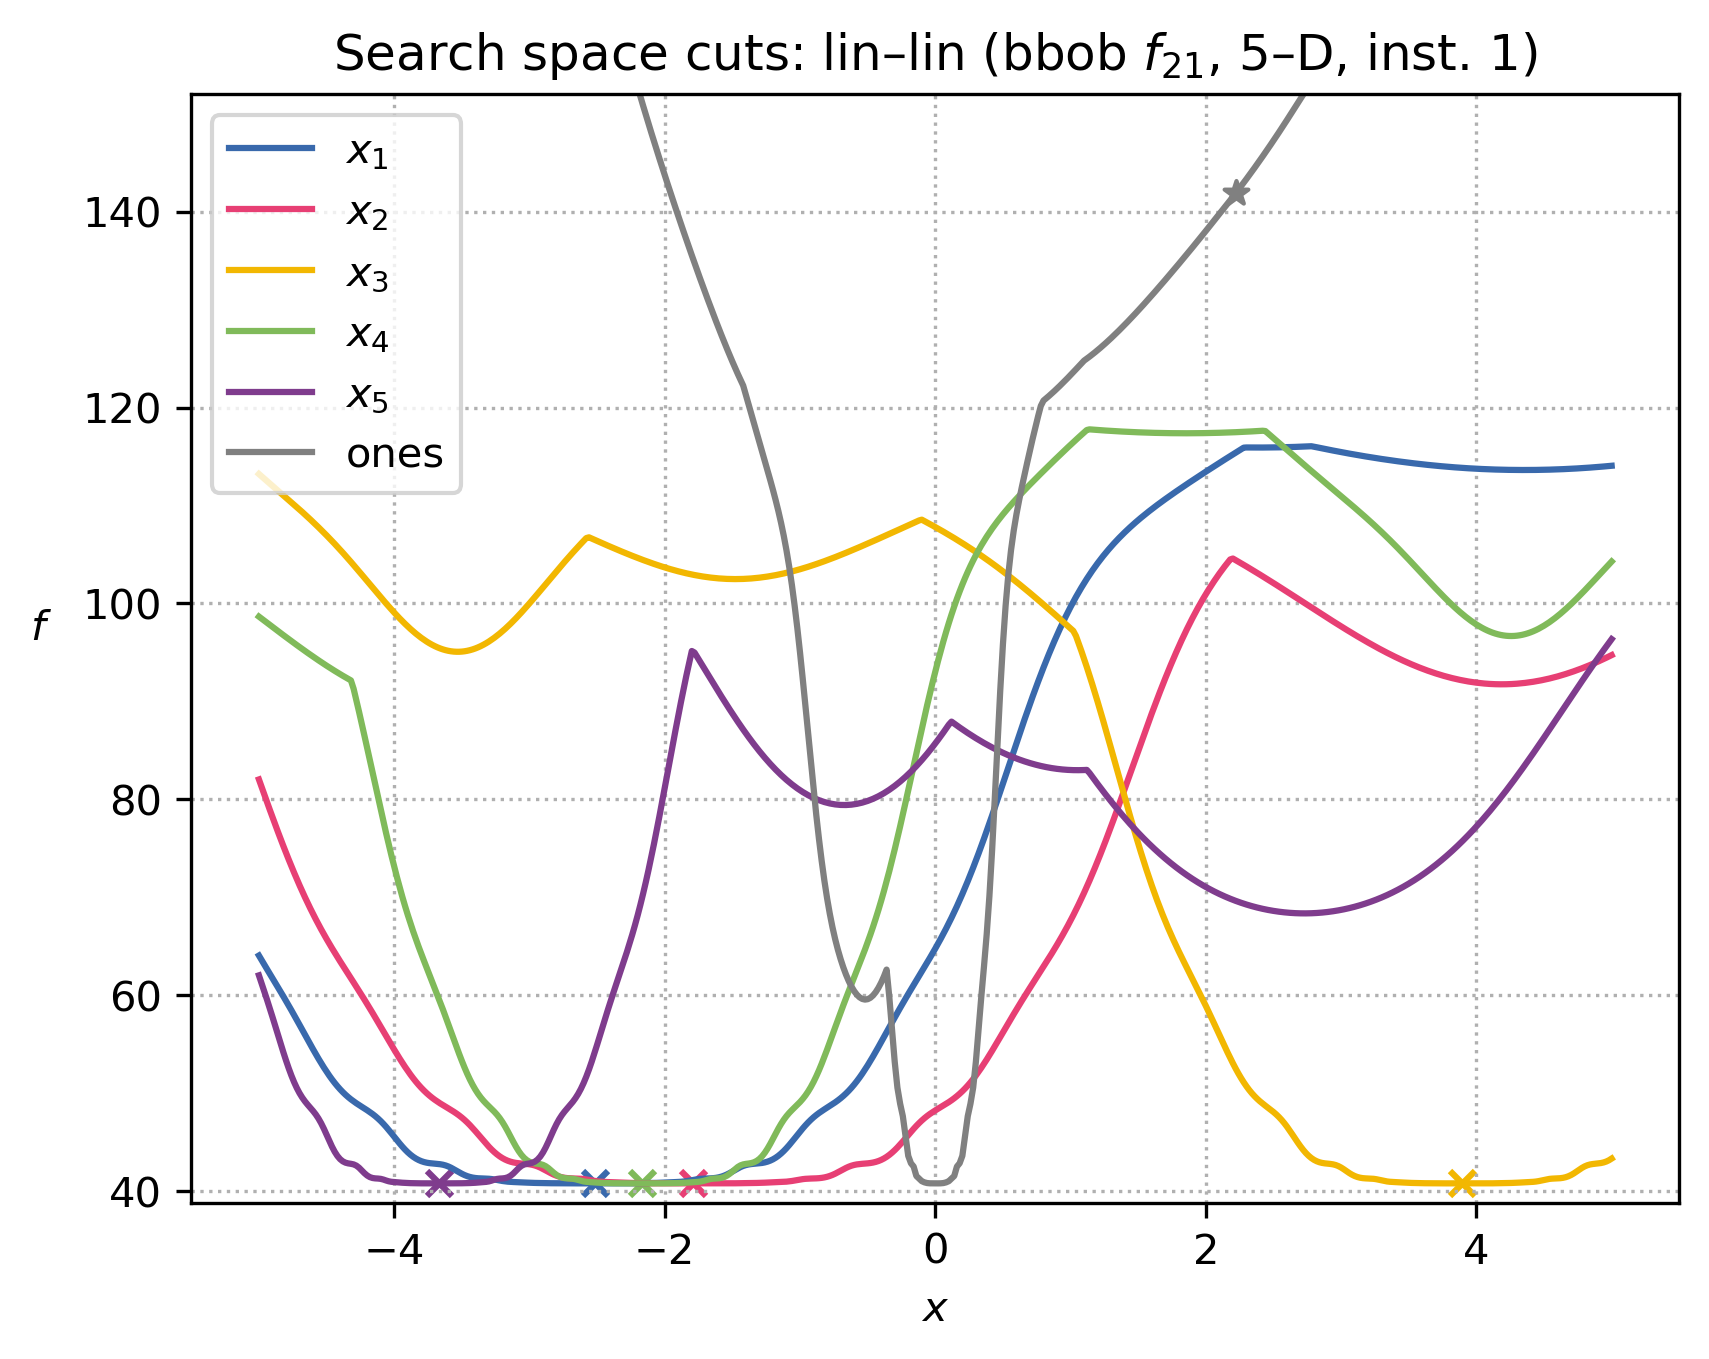 Search space cuts: lin–lin (bbob f₂₁, 5–D, inst. 1)
x₁
x₂
x₃
x₄
x₅
ones
f
140
120
100
80
60
40
−4
−2
0
2
4
x